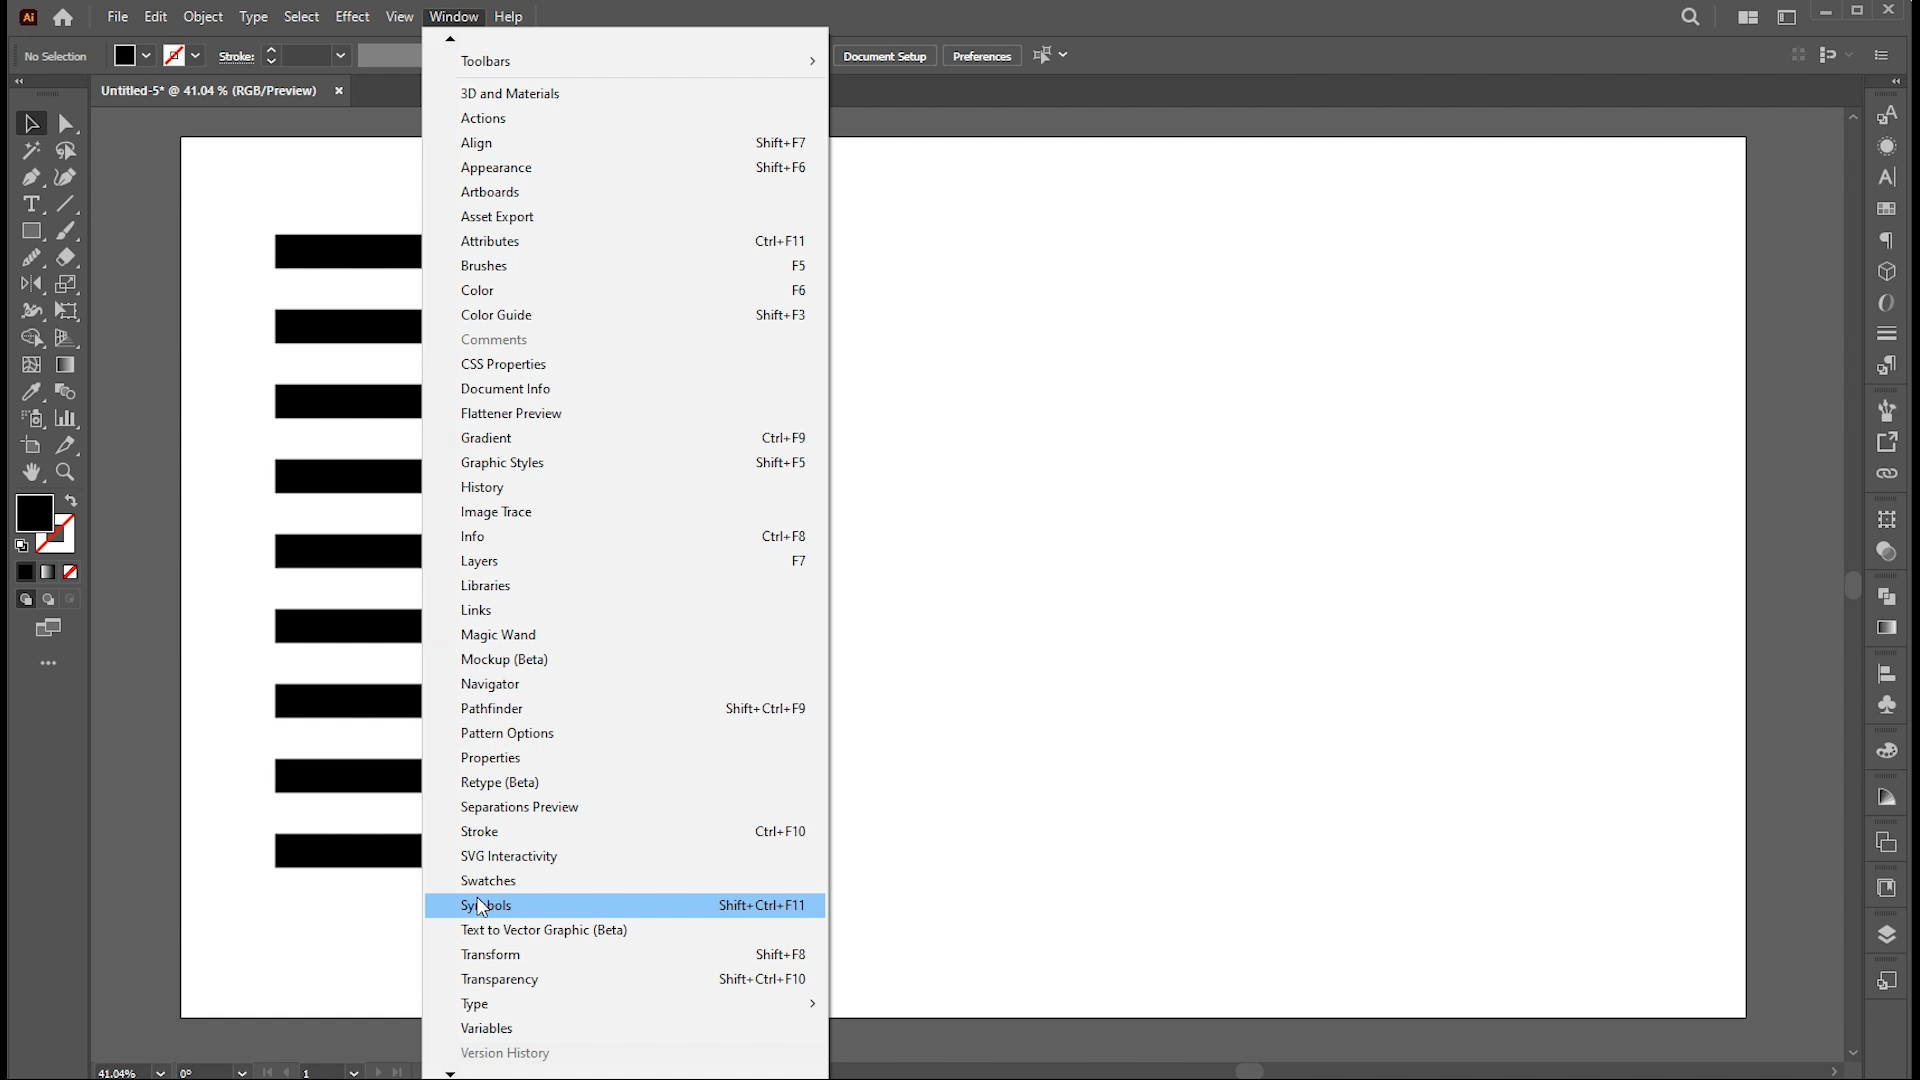 Ai File Edit Object Type Select Effect View Window Help
No Selection Stroke: Document Setup Preferences
Untitled-5* @ 41.04 % (RGB/Preview)
Toolbars
3D and Materials
Actions
Align Shift+F7
Appearance Shift+F6
Artboards
Asset Export
Attributes Ctrl+F11
Brushes F5
Color F6
Color Guide Shift+F3
Comments
CSS Properties
Document Info
Flattener Preview
Gradient Ctrl+F9
Graphic Styles Shift+F5
History
Image Trace
Info Ctrl+F8
Layers F7
Libraries
Links
Magic Wand
Mockup (Beta)
Navigator
Pathfinder Shift+Ctrl+F9
Pattern Options
Properties
Retype (Beta)
Separations Preview
Stroke Ctrl+F10
SVG Interactivity
Swatches
Symbols Shift+Ctrl+F11
Text to Vector Graphic (Beta)
Transform Shift+F8
Transparency Shift+Ctrl+F10
Type
Variables
Version History
41.04% 0° 1